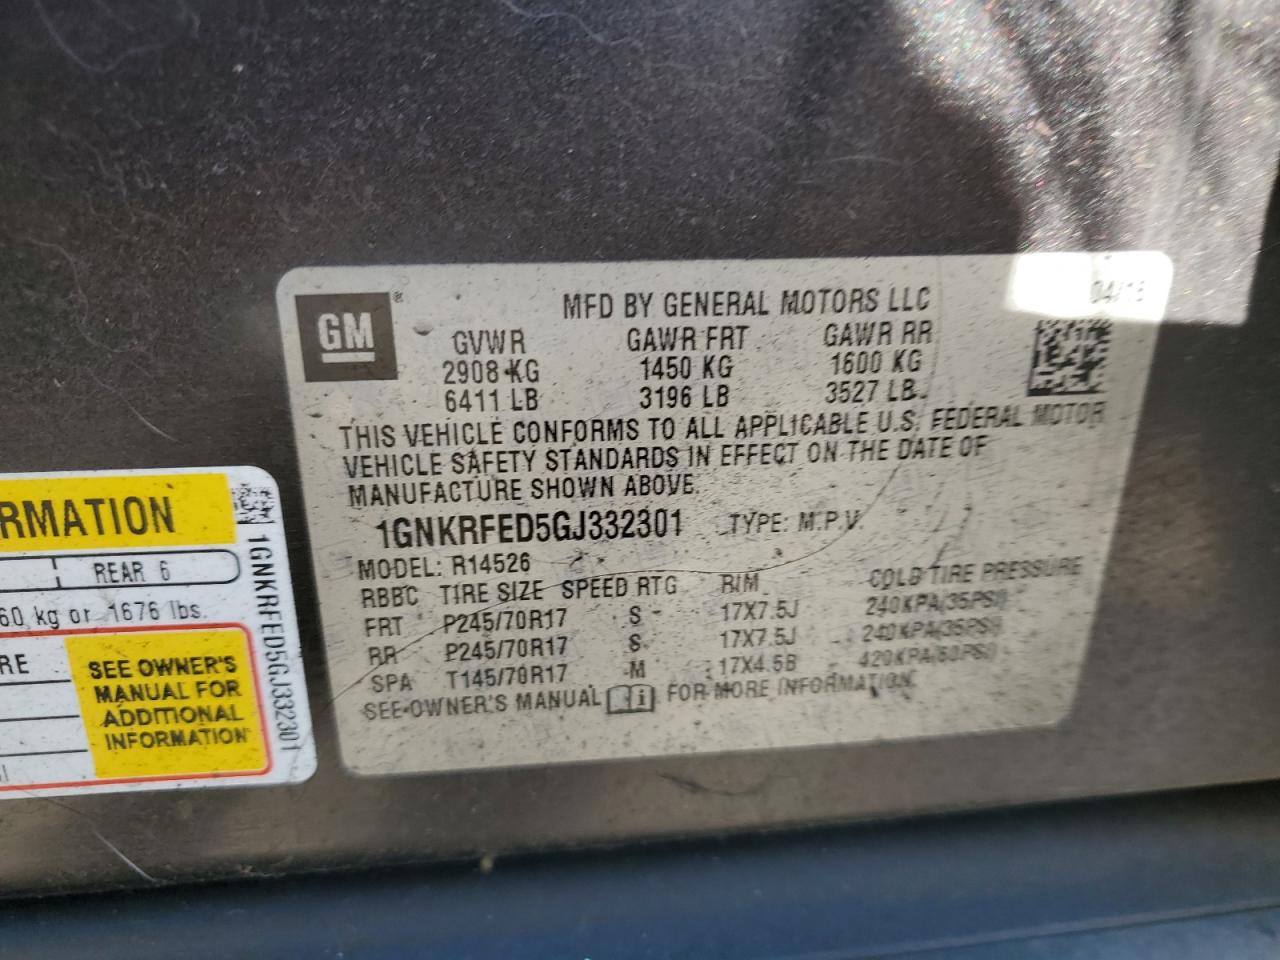 GM®
MFD BY GENERAL MOTORS LLC
GVWR GAWR FRT GAWR RR
2908 KG 1450 KG 1600 KG
6411 LB 3196 LB 3527 LB
THIS VEHICLE CONFORMS TO ALL APPLICABLE U.S. FEDERAL MOTOR
VEHICLE SAFETY STANDARDS IN EFFECT ON THE DATE OF
MANUFACTURE SHOWN ABOVE.
1GNKRFED5GJ332301 TYPE: M.P.V.
MODEL: R14526
RBBC TIRE SIZE SPEED RTG RIM COLD TIRE PRESSURE
FRT P245/70R17 S 17X7.5J 240KPA(35PSI)
RR P245/70R17 S 17X7.5J 240KPA(35PSI)
SPA T145/70R17 M 17X4.5B 420KPA(60PSI)
SEE OWNER'S MANUAL FOR MORE INFORMATION
RMATION
REAR 6
60 kg or 1676 lbs.
RE
SEE OWNER'S
MANUAL FOR
ADDITIONAL
INFORMATION
1GNKRFED5GJ332301